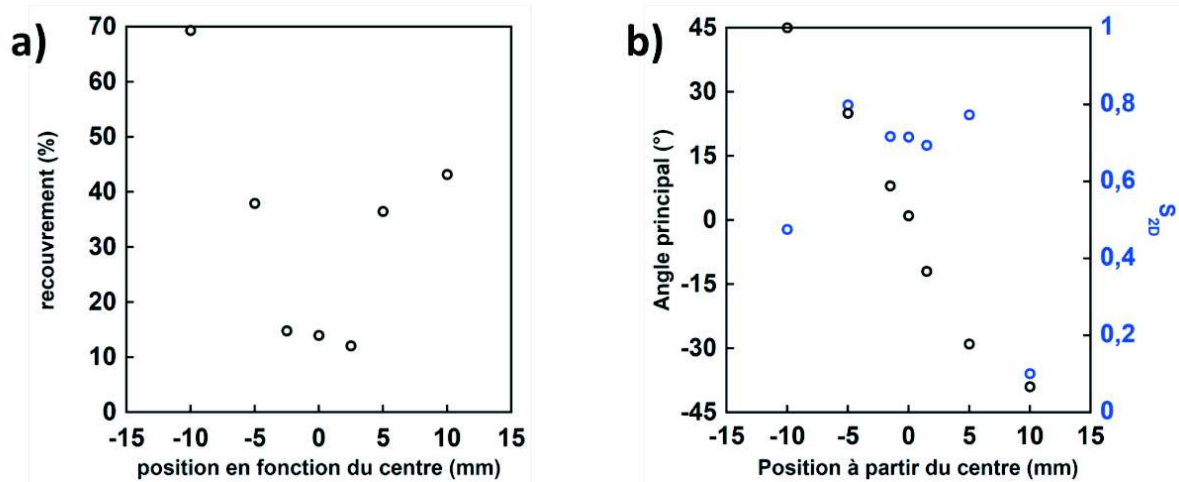 a)
70
60
50
40
30
20
10
0
recouvrement (%)
-15 -10 -5 0 5 10 15
position en fonction du centre (mm)
b)
45
30
15
0
-15
-30
-45
Angle principal (°)
1
0,8
0,6
0,4
0,2
0
S2D
-15 -10 -5 0 5 10 15
Position à partir du centre (mm)